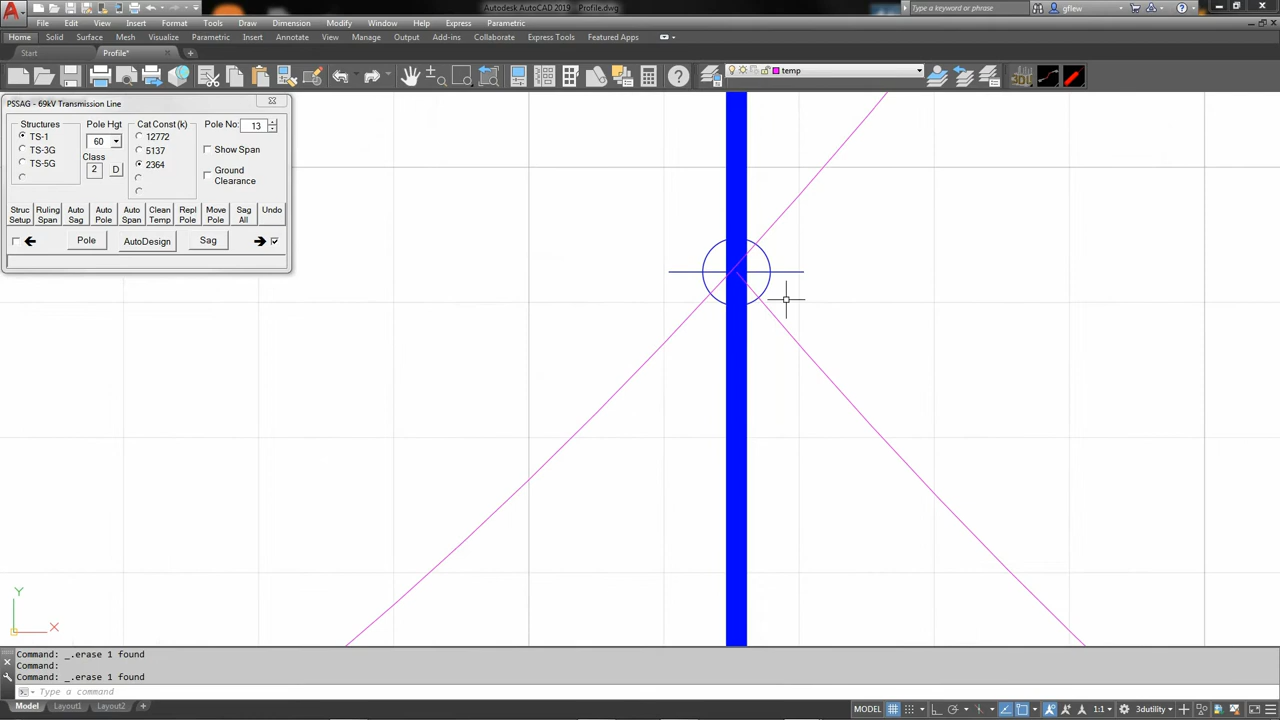 Autodesk AutoCAD 2019   Profile.dwg
Type a keyword or phrase
gflew
File Edit View Insert Format Tools Draw Dimension Modify Window Help Express Parametric
Home Solid Surface Mesh Visualize Parametric Insert Annotate View Manage Output Add-ins Collaborate Express Tools Featured Apps
Start Profile*
temp
PSSAG - 69kV Transmission Line
Structures Pole Hgt Cat Const (k) Pole No: 13
TS-1 60 12772
TS-3G Class 5137 Show Span
TS-5G 2 D 2364
Ground
Clearance
Struc Ruling Auto Auto Auto Clean Repl Move Sag Undo
Setup Span Sag Pole Span Temp Pole Pole All
Pole AutoDesign Sag
Y
X
Command: _.erase 1 found
Command:
Command: _.erase 1 found
Type a command
Model Layout1 Layout2 +
MODEL 1:1 3dutility